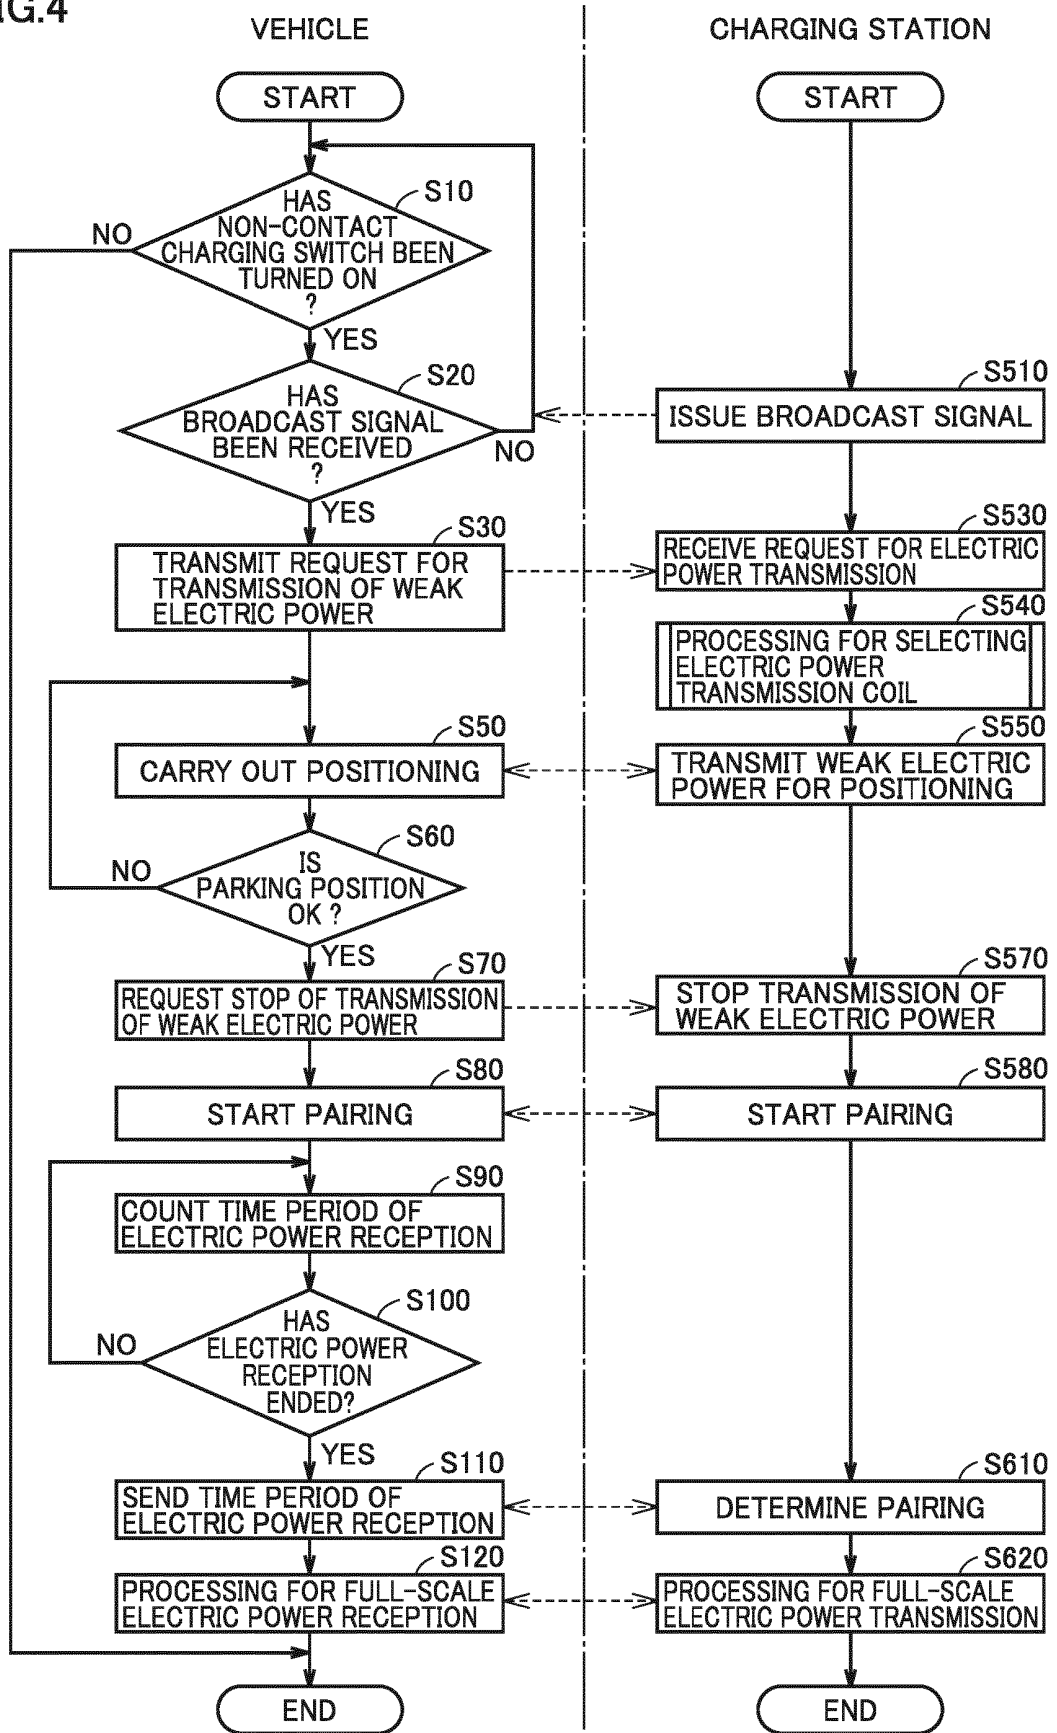 IG.4
VEHICLE
CHARGING STATION
START
START
S10
HAS
NON-CONTACT
CHARGING SWITCH BEEN
TURNED ON
?
NO
YES
S20
HAS
BROADCAST SIGNAL
BEEN RECEIVED
?
NO
YES
S510
ISSUE BROADCAST SIGNAL
S30
TRANSMIT REQUEST FOR
TRANSMISSION OF WEAK
ELECTRIC POWER
S530
RECEIVE REQUEST FOR ELECTRIC
POWER TRANSMISSION
S540
PROCESSING FOR SELECTING
ELECTRIC POWER
TRANSMISSION COIL
S50
CARRY OUT POSITIONING
S550
TRANSMIT WEAK ELECTRIC
POWER FOR POSITIONING
S60
IS
PARKING POSITION
OK ?
NO
YES
S70
REQUEST STOP OF TRANSMISSION
OF WEAK ELECTRIC POWER
S570
STOP TRANSMISSION OF
WEAK ELECTRIC POWER
S80
START PAIRING
S580
START PAIRING
S90
COUNT TIME PERIOD OF
ELECTRIC POWER RECEPTION
S100
HAS
ELECTRIC POWER
RECEPTION
ENDED?
NO
YES
S110
SEND TIME PERIOD OF
ELECTRIC POWER RECEPTION
S610
DETERMINE PAIRING
S120
PROCESSING FOR FULL-SCALE
ELECTRIC POWER RECEPTION
S620
PROCESSING FOR FULL-SCALE
ELECTRIC POWER TRANSMISSION
END
END